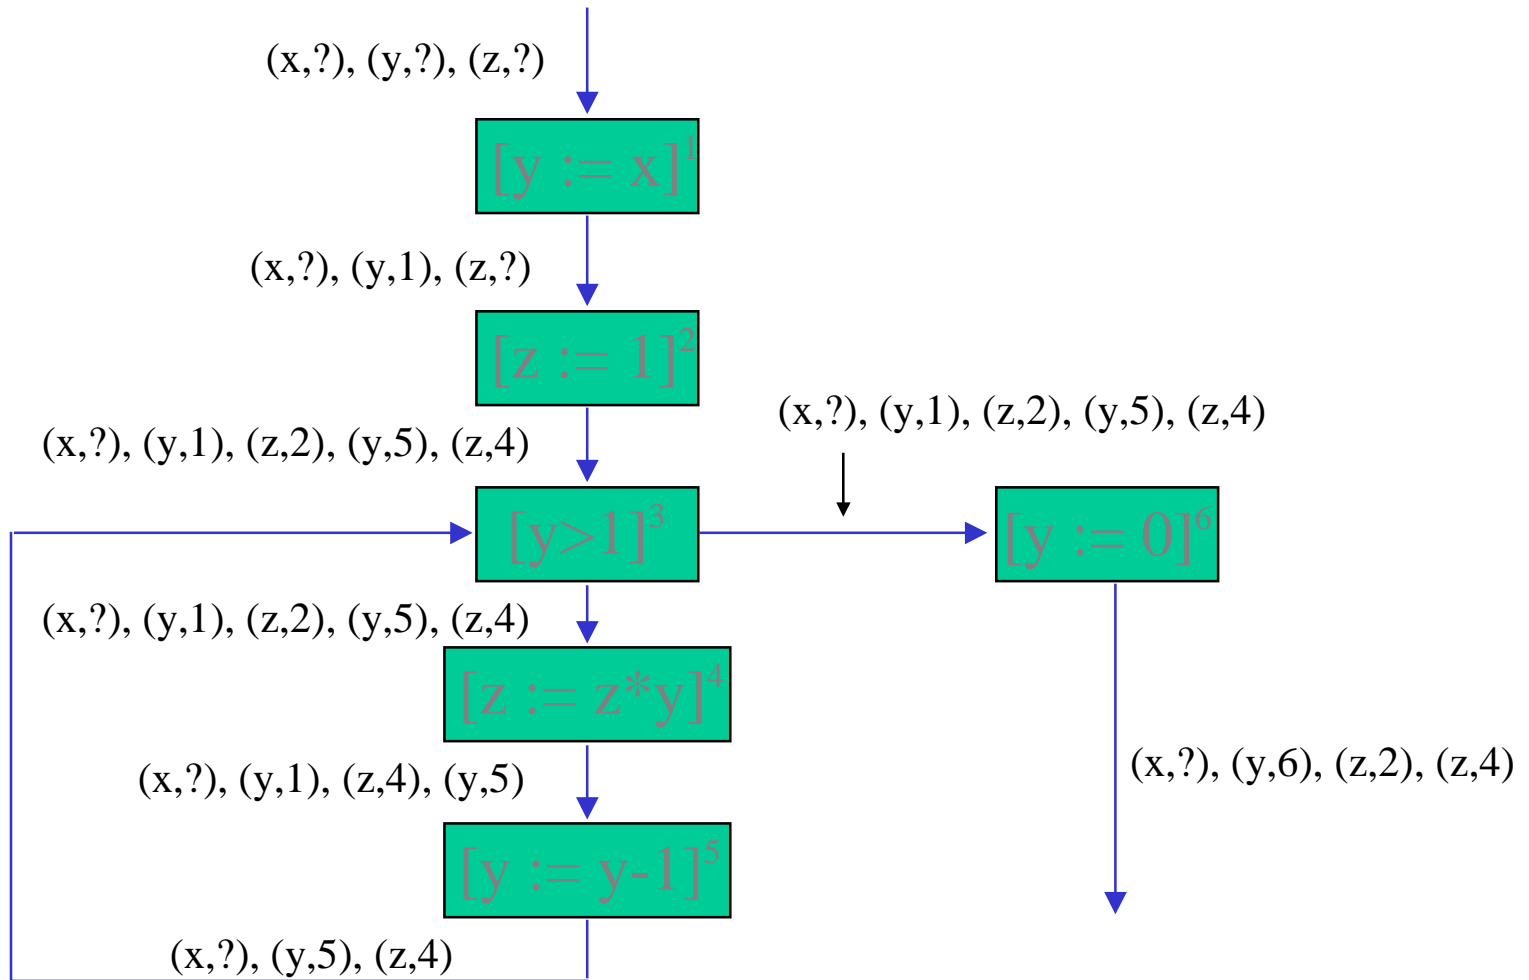 (x,?), (y,?), (z,?)
[y := x]1
(x,?), (y,1), (z,?)
[z := 1]2
(x,?), (y,1), (z,2), (y,5), (z,4)
(x,?), (y,1), (z,2), (y,5), (z,4)
[y>1]3
[y := 0]6
(x,?), (y,1), (z,2), (y,5), (z,4)
[z := z*y]4
(x,?), (y,1), (z,4), (y,5)
(x,?), (y,6), (z,2), (z,4)
[y := y-1]5
(x,?), (y,5), (z,4)